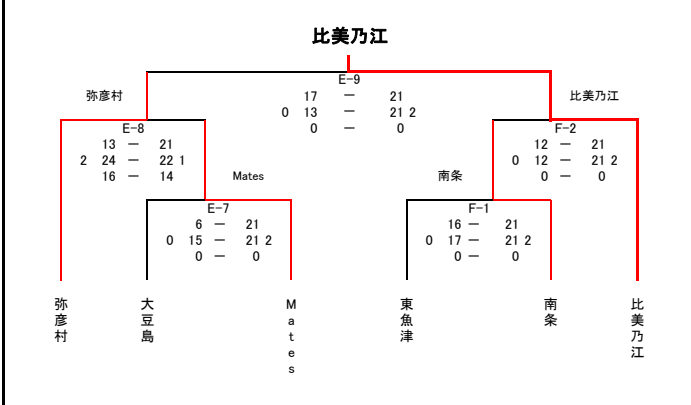 比美乃江
E-9
17 － 21
0 13 － 21 2
0 － 0
弥彦村
比美乃江
E-8
13 － 21
2 24 － 22 1
16 － 14
F-2
12 － 21
0 12 － 21 2
0 － 0
Mates
南条
E-7
6 － 21
0 15 － 21 2
0 － 0
F-1
16 － 21
0 17 － 21 2
0 － 0
弥彦村
大豆島
Mates
東魚津
南条
比美乃江